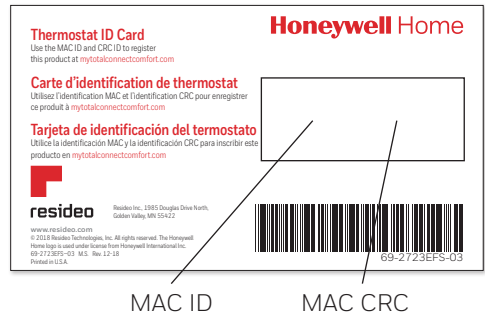 Thermostat ID Card
Use the MAC ID and CRC ID to register
this product at mytotalconnectcomfort.com
Honeywell Home
Carte d'identification de thermostat
Utilisez l'identification MAC et l'identification CRC pour enregistrer
ce produit à mytotalconnectcomfort.com
Tarjeta de identificación del termostato
Utilice la identificación MAC y la identificación CRC para inscribir este
producto en mytotalconnectcomfort.com
resideo
Resideo Inc., 1985 Douglas Drive North,
Golden Valley, MN 55422
www.resideo.com
© 2018 Resideo Technologies, Inc. All rights reserved. The Honeywell
Home logo is used under license from Honeywell International Inc.
69-2723EFS-03 M.S. Rev. 12-18
Printed in U.S.A.
69-2723EFS-03
MAC ID
MAC CRC